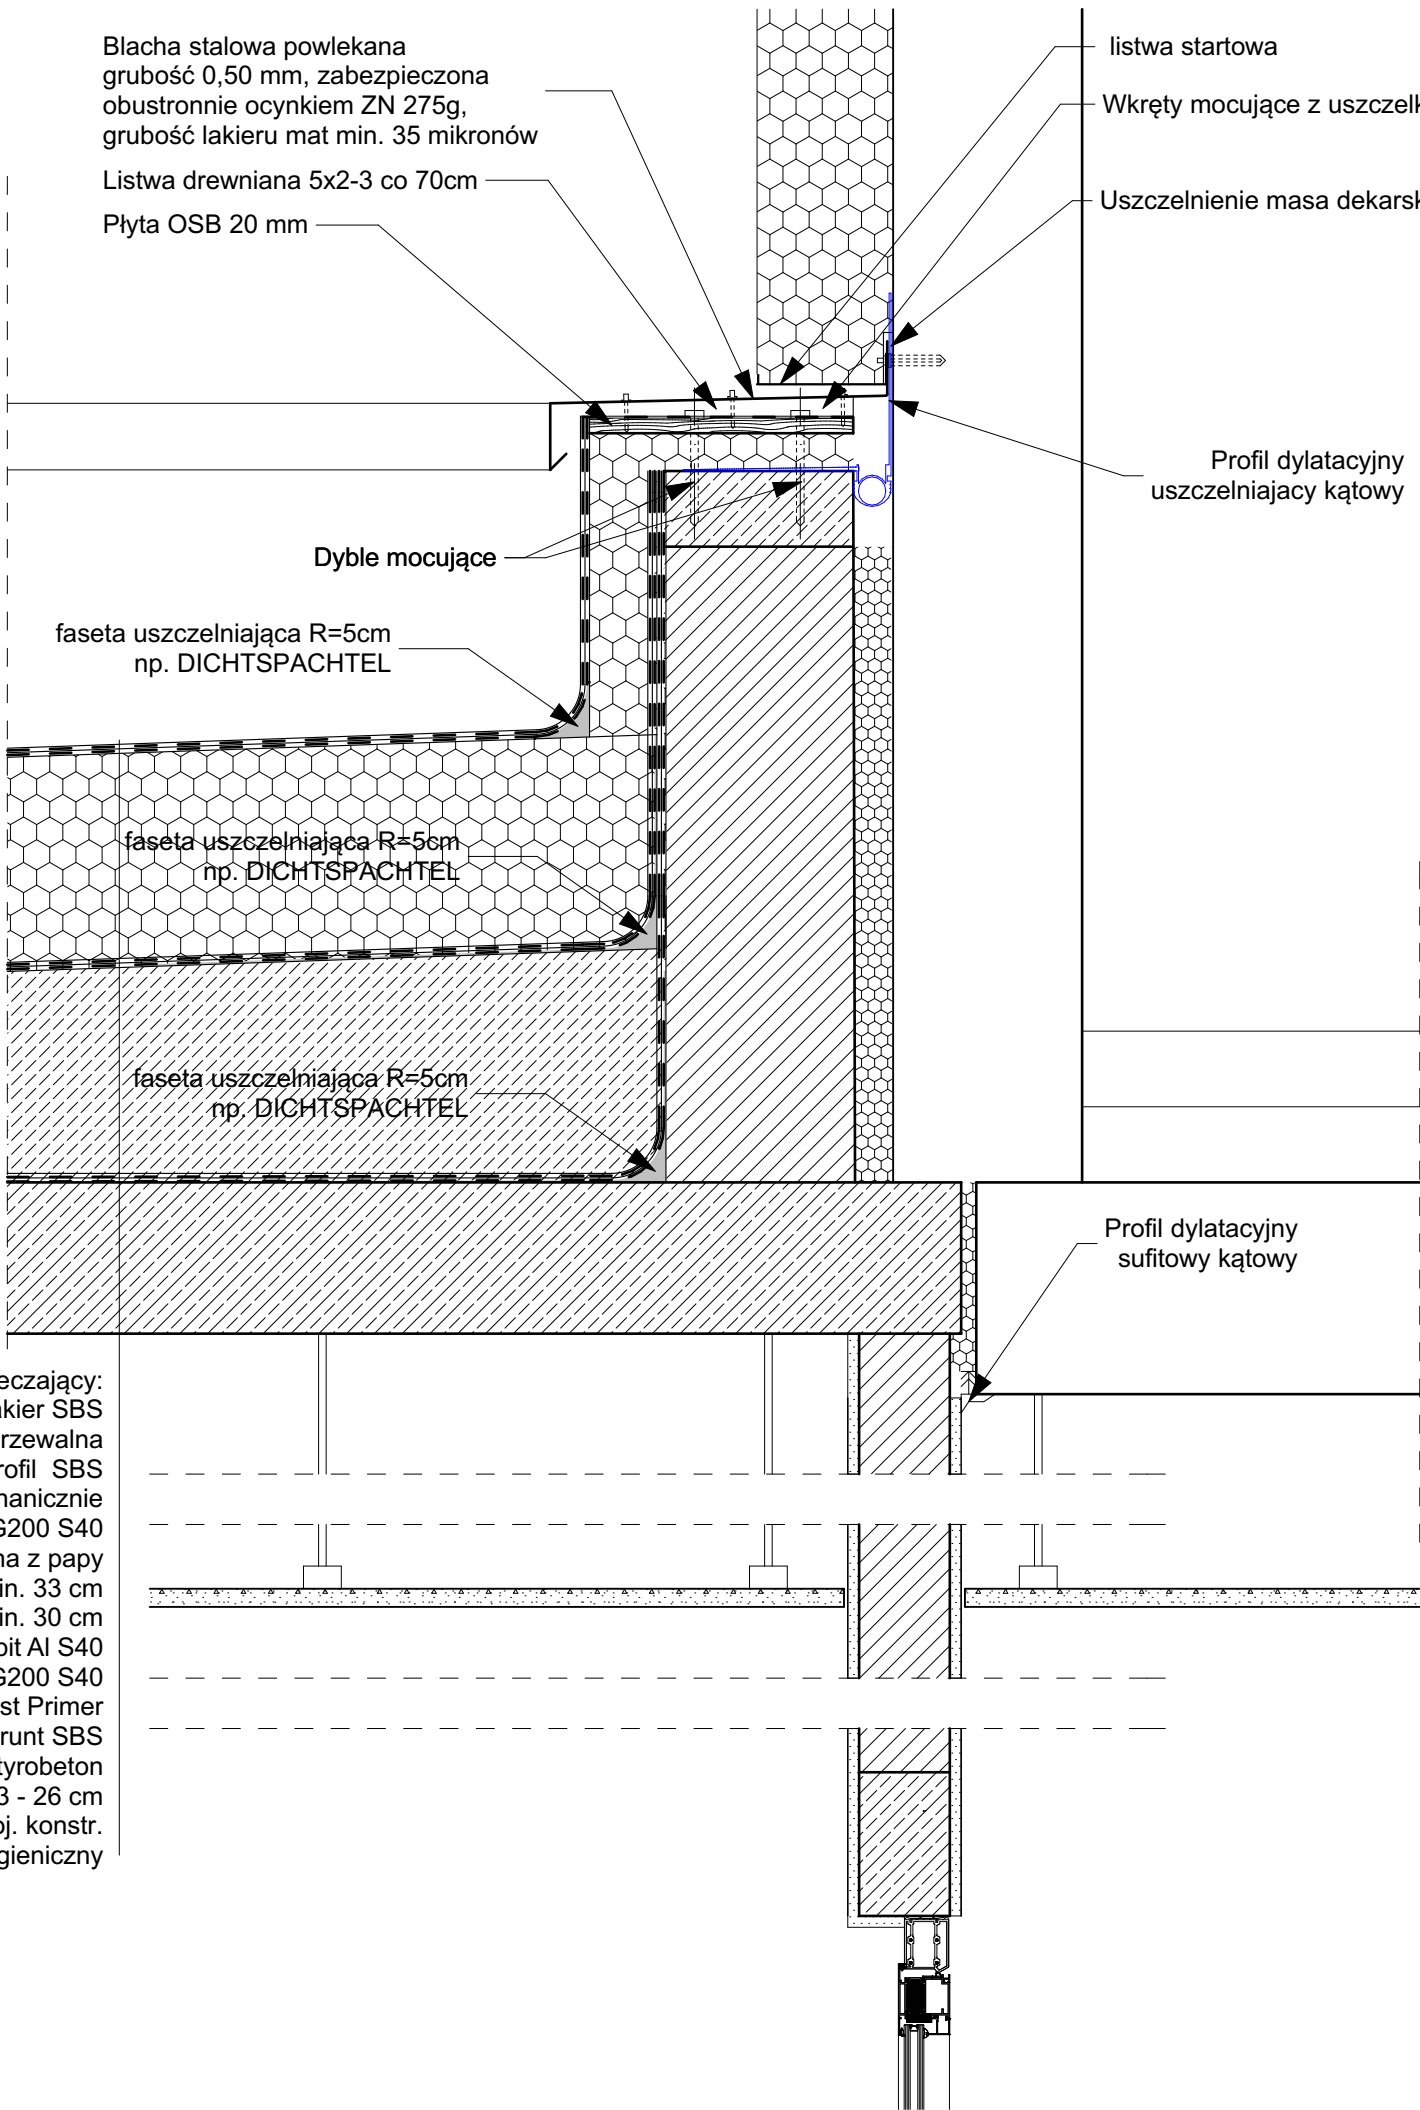 Blacha stalowa powlekana
grubość 0,50 mm, zabezpieczona
obustronnie ocynkiem ZN 275g,
grubość lakieru mat min. 35 mikronów
Listwa drewniana 5x2-3 co 70cm
Płyta OSB 20 mm
listwa startowa
Wkręty mocujące z uszczelk
Uszczelnienie masa dekarsk
Profil dylatacyjny
uszczelniajacy kątowy
Dyble mocujące
faseta uszczelniająca R=5cm
np. DICHTSPACHTEL
faseta uszczelniająca R=5cm
np. DICHTSPACHTEL
faseta uszczelniająca R=5cm
np. DICHTSPACHTEL
Profil dylatacyjny
sufitowy kątowy
eczający:
akier SBS
rzewalna
rofil SBS
hanicznie
G200 S40
na z papy
in. 33 cm
in. 30 cm
bit Al S40
G200 S40
st Primer
runt SBS
tyrobeton
3 - 26 cm
oj. konstr.
gieniczny